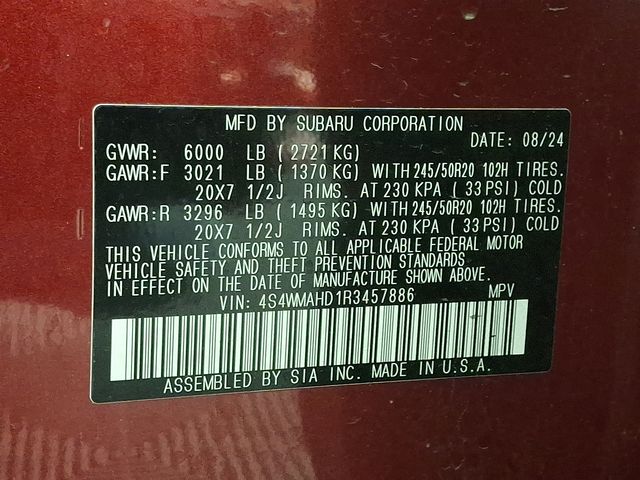 MFD BY SUBARU CORPORATION
DATE: 08/24
GVWR: 6000 LB ( 2721 KG)
GAWR:F 3021 LB ( 1370 KG) WITH 245/50R20 102H TIRES.
20X7 1/2J RIMS. AT 230 KPA ( 33 PSI) COLD
GAWR:R 3296 LB ( 1495 KG) WITH 245/50R20 102H TIRES.
20X7 1/2J RIMS. AT 230 KPA ( 33 PSI) COLD
THIS VEHICLE CONFORMS TO ALL APPLICABLE FEDERAL MOTOR
VEHICLE SAFETY AND THEFT PREVENTION STANDARDS
IN EFFECT ON THE DATE OF MANUFACTURE SHOWN ABOVE.
VIN: 4S4WMAHD1R3457886 MPV
ASSEMBLED BY SIA INC. MADE IN U.S.A.